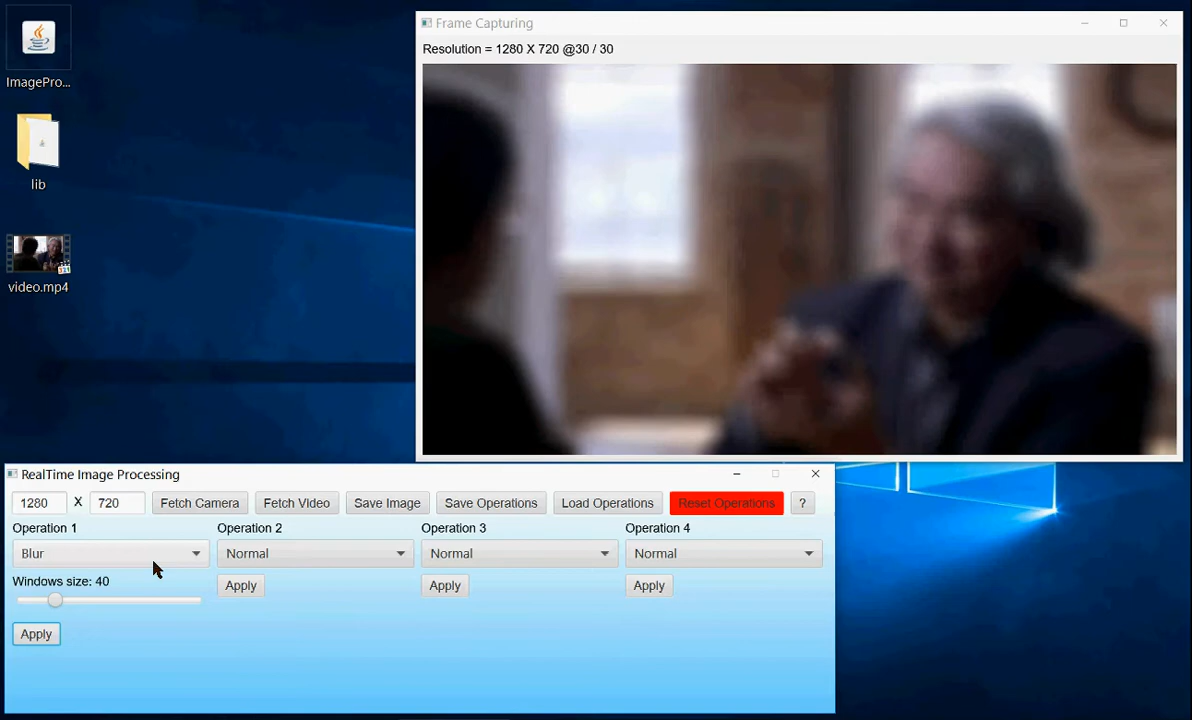 Frame Capturing
Resolution = 1280 X 720 @30 / 30
ImagePro...
lib
321
video.mp4
RealTime Image Processing
1280 X 720 Fetch Camera Fetch Video Save Image Save Operations Load Operations Reset Operations ?
Operation 1 Operation 2 Operation 3 Operation 4
Blur Normal Normal Normal
Windows size: 40
Apply Apply Apply
Apply